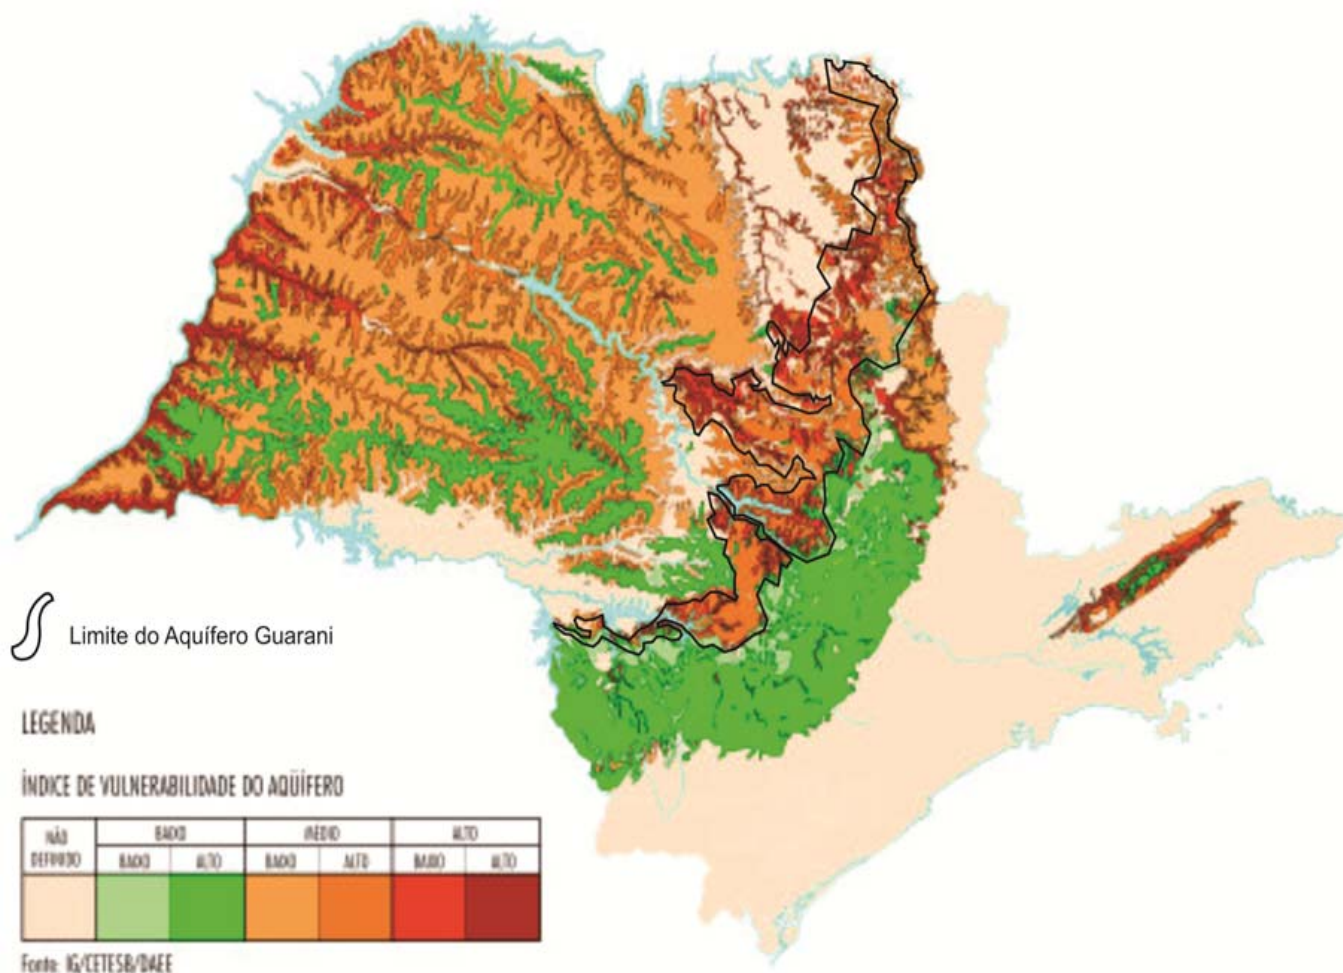 Limite do Aquífero Guarani
LEGENDA
ÍNDICE DE VULNERABILIDADE DO AQÜÍFERO
NÃO DEFINIDO BAIXO MÉDIO ALTO
BAIXO ALTO BAIXO ALTO BAIXO ALTO
Fonte: IG/CETESB/DAEE